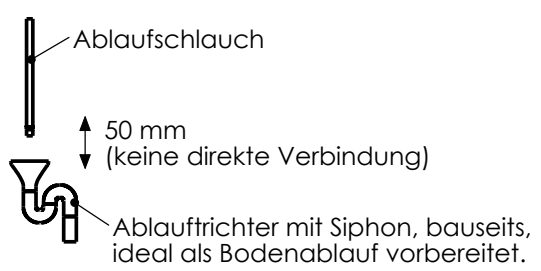 Ablaufschlauch
50 mm
(keine direkte Verbindung)
Ablauftrichter mit Siphon, bauseits,
ideal als Bodenablauf vorbereitet.